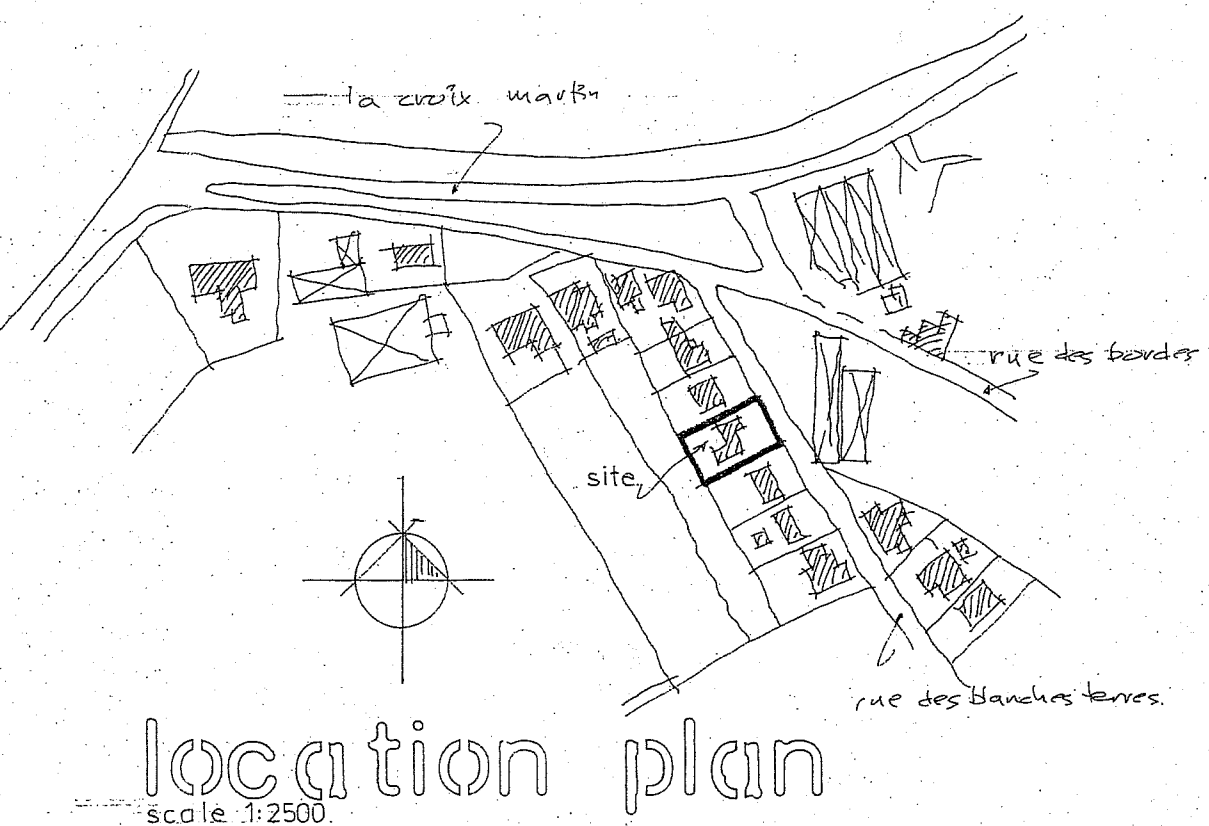 la croix martin
rue des bordes
site
rue des blanches terres.
location plan
scale 1:2500.